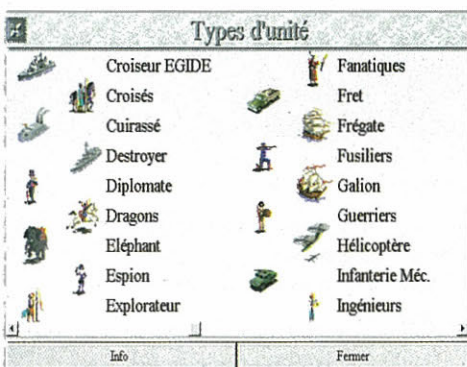 Types d'unité
Croiseur EGIDE
Croisés
Cuirassé
Destroyer
Diplomate
Dragons
Eléphant
Espion
Explorateur
Fanatiques
Fret
Frégate
Fusiliers
Galion
Guerriers
Hélicoptère
Infanterie Méc.
Ingénieurs
Info
Fermer